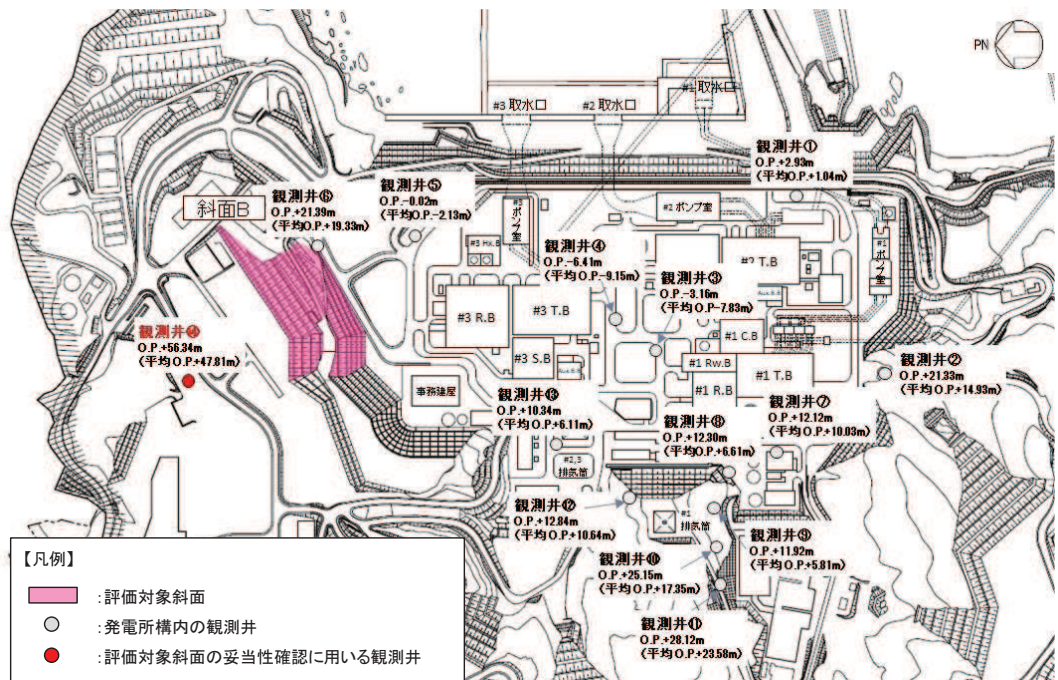 PN
#3 取水口
#2 取水口
#1 取水口
観測井①
O.P.+2.93m
(平均O.P.+1.04m)
観測井⑤
O.P.-0.02m
(平均O.P.-2.13m)
観測井⑥
O.P.+21.39m
(平均O.P.+19.33m)
斜面B
#3
ポンプ室
#2 ポンプ室
#1
ポンプ室
観測井④
O.P.-6.41m
(平均O.P-9.15m)
#3 Hx.B
#2 T.B
観測井③
O.P.-3.16m
(平均O.P-7.83m)
Aux.B.B
#3 R.B
#3 T.B
観測井⑭
O.P.+56.34m
(平均O.P.+47.81m)
#1 C.B
#3 S.B
Aux.B.B
#1 Rw.B
#1 T.B
#1 R.B
観測井②
O.P.+21.33m
(平均O.P.+14.93m)
事務建屋
観測井⑬
O.P.+10.34m
(平均O.P.+6.11m)
観測井⑦
O.P.+12.12m
(平均O.P.+10.03m)
観測井⑧
O.P.+12.30m
(平均O.P.+6.61m)
#2,3
排気筒
観測井⑫
O.P.+12.84m
(平均O.P.+10.64m)
#1
排気筒
観測井⑨
O.P.+11.92m
(平均O.P.+5.81m)
観測井⑩
O.P.+25.15m
(平均O.P.+17.35m)
観測井⑪
O.P.+28.12m
(平均O.P.+23.58m)
【凡例】
:評価対象斜面
:発電所構内の観測井
:評価対象斜面の妥当性確認に用いる観測井